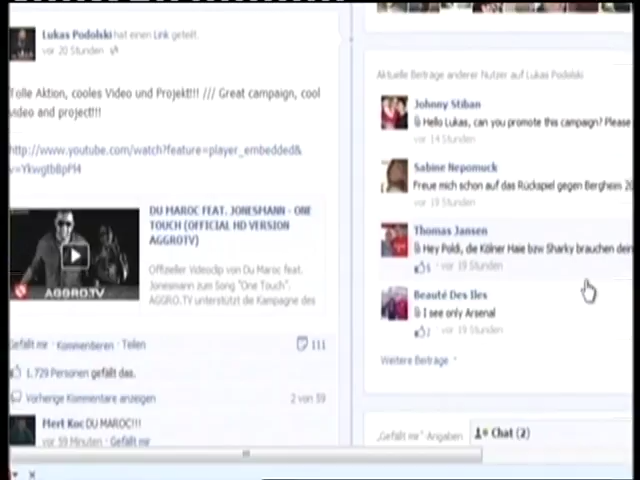 Lukas Podolski hat einen Link geteilt.
vor 20 Stunden
Tolle Aktion, cooles Video und Projekt!!! /// Great campaign, cool
video and project!!!
http://www.youtube.com/watch?feature=player_embedded&
DU MAROC FEAT. JONESMANN - ONE
TOUCH (OFFICIAL HD VERSION
AGGROTV)
Offizieller Videoclip von Du Maroc feat.
Jonesmann zum Song "One Touch".
AGGRO.TV unterstützt die Kampagne des
AGGRO.TV
Gefällt mir · Kommentieren · Teilen
111
1.729 Personen gefällt das.
Vorherige Kommentare anzeigen
2 von 59
Mert Koc DU MAROC!!!
vor 59 Minuten · Gefällt mir
Aktuelle Beiträge anderer Nutzer auf Lukas Podolski
Johnny Stiban
Hello Lukas, can you promote this campaign? Please
vor 14 Stunden
Sabine Nepomuck
Freue mich schon auf das Rückspiel gegen Bergheim 20
vor 19 Stunden
Thomas Jansen
Hey Poldi, die Kölner Haie bzw Sharky brauchen dein
vor 19 Stunden
Beauté Des Iles
I see only Arsenal
2 · vor 19 Stunden
Weitere Beiträge
„Gefällt mir" Angaben
Chat (2)